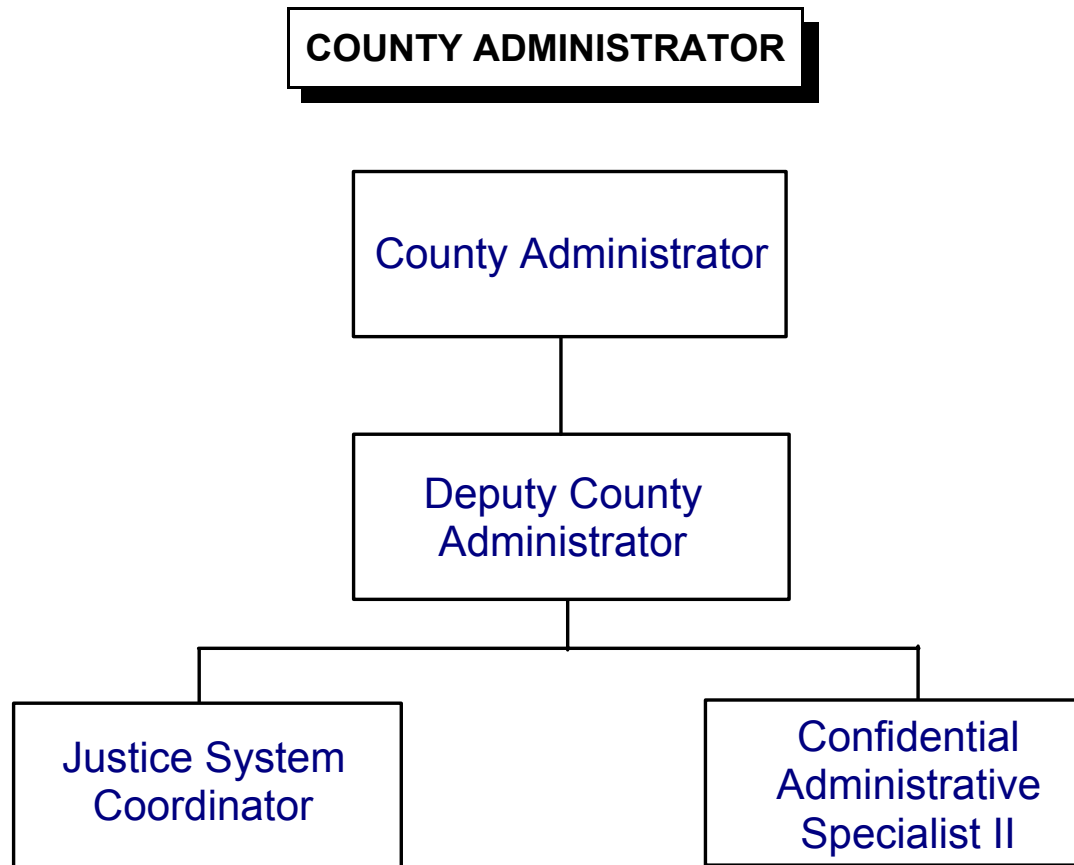 COUNTY ADMINISTRATOR
County Administrator
Deputy County
Administrator
Justice System
Coordinator
Confidential
Administrative
Specialist II